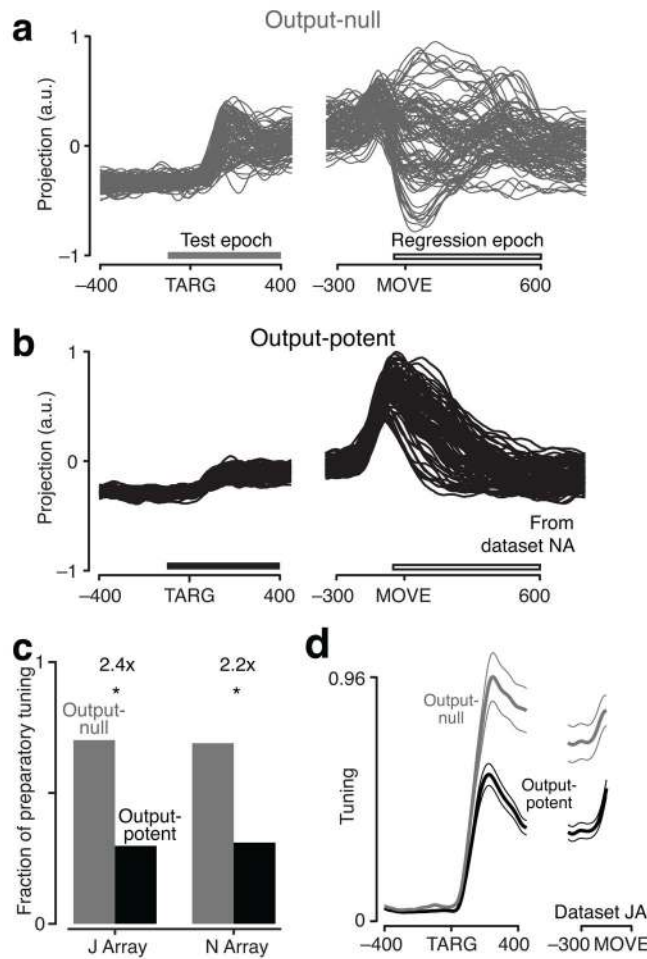 a
Output-null
1
Projection (a.u.)
0
Test epoch
Regression epoch
–1
–400
TARG
400
–300
MOVE
600
b
Output-potent
1
Projection (a.u.)
0
From
dataset NA
–1
–400
TARG
400
–300
MOVE
600
c
1
Fraction of preparatory tuning
2.4x
2.2x
*
*
Output-
null
Output-
potent
0
J Array
N Array
d
0.96
Output-
null
Tuning
Output-
potent
0
Dataset JA
–400
TARG
400
–300
MOVE